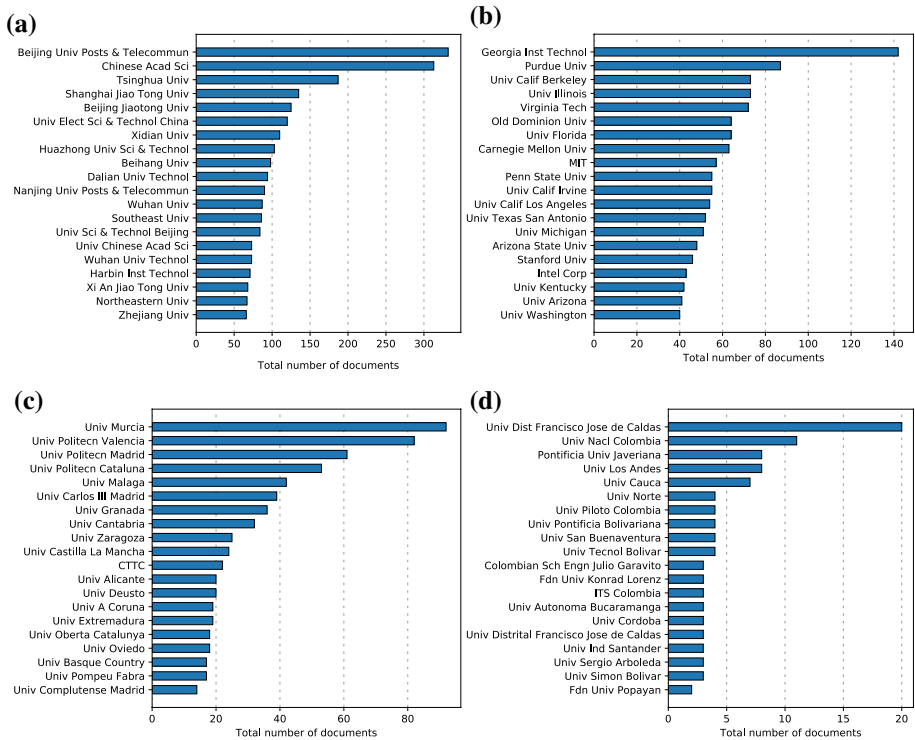 (a)
Beijing Univ Posts & Telecommun
Chinese Acad Sci
Tsinghua Univ
Shanghai Jiao Tong Univ
Beijing Jiaotong Univ
Univ Elect Sci & Technol China
Xidian Univ
Huazhong Univ Sci & Technol
Beihang Univ
Dalian Univ Technol
Nanjing Univ Posts & Telecommun
Wuhan Univ
Southeast Univ
Univ Sci & Technol Beijing
Univ Chinese Acad Sci
Wuhan Univ Technol
Harbin Inst Technol
Xi An Jiao Tong Univ
Northeastern Univ
Zhejiang Univ
0 50 100 150 200 250 300
Total number of documents
(b)
Georgia Inst Technol
Purdue Univ
Univ Calif Berkeley
Univ Illinois
Virginia Tech
Old Dominion Univ
Univ Florida
Carnegie Mellon Univ
MIT
Penn State Univ
Univ Calif Irvine
Univ Calif Los Angeles
Univ Texas San Antonio
Univ Michigan
Arizona State Univ
Stanford Univ
Intel Corp
Univ Kentucky
Univ Arizona
Univ Washington
0 20 40 60 80 100 120 140
Total number of documents
(c)
Univ Murcia
Univ Politecn Valencia
Univ Politecn Madrid
Univ Politecn Cataluna
Univ Malaga
Univ Carlos III Madrid
Univ Granada
Univ Cantabria
Univ Zaragoza
Univ Castilla La Mancha
CTTC
Univ Alicante
Univ Deusto
Univ A Coruna
Univ Extremadura
Univ Oberta Catalunya
Univ Oviedo
Univ Basque Country
Univ Pompeu Fabra
Univ Complutense Madrid
0 20 40 60 80
Total number of documents
(d)
Univ Dist Francisco Jose de Caldas
Univ Nacl Colombia
Pontificia Univ Javeriana
Univ Los Andes
Univ Cauca
Univ Norte
Univ Piloto Colombia
Univ Pontificia Bolivariana
Univ San Buenaventura
Univ Tecnol Bolivar
Colombian Sch Engn Julio Garavito
Fdn Univ Konrad Lorenz
ITS Colombia
Univ Autonoma Bucaramanga
Univ Cordoba
Univ Distrital Francisco Jose de Caldas
Univ Ind Santander
Univ Sergio Arboleda
Univ Simon Bolivar
Fdn Univ Popayan
0 5 10 15 20
Total number of documents